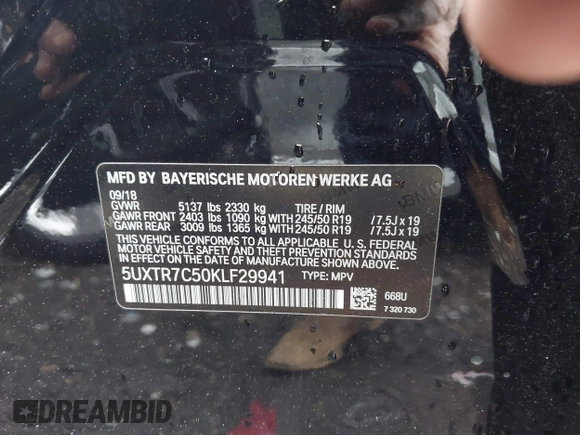 MFD BY BAYERISCHE MOTOREN WERKE AG
09/18
GVWR 5137 lbs 2330 kg TIRE / RIM
GAWR FRONT 2403 lbs 1090 kg WITH 245/50 R19 /7.5J x 19
GAWR REAR 3009 lbs 1365 kg WITH 245/50 R19 /7.5J x 19
THIS VEHICLE CONFORMS TO ALL APPLICABLE U. S. FEDERAL
MOTOR VEHICLE SAFETY, BUMPER, AND THEFT PREVENTION
STANDARDS IN EFFECT ON THE DATE OF MANUFACTURE SHOWN
ABOVE.
5UXTR7C50KLF29941 TYPE: MPV
668U
7 320 730
DREAMBID